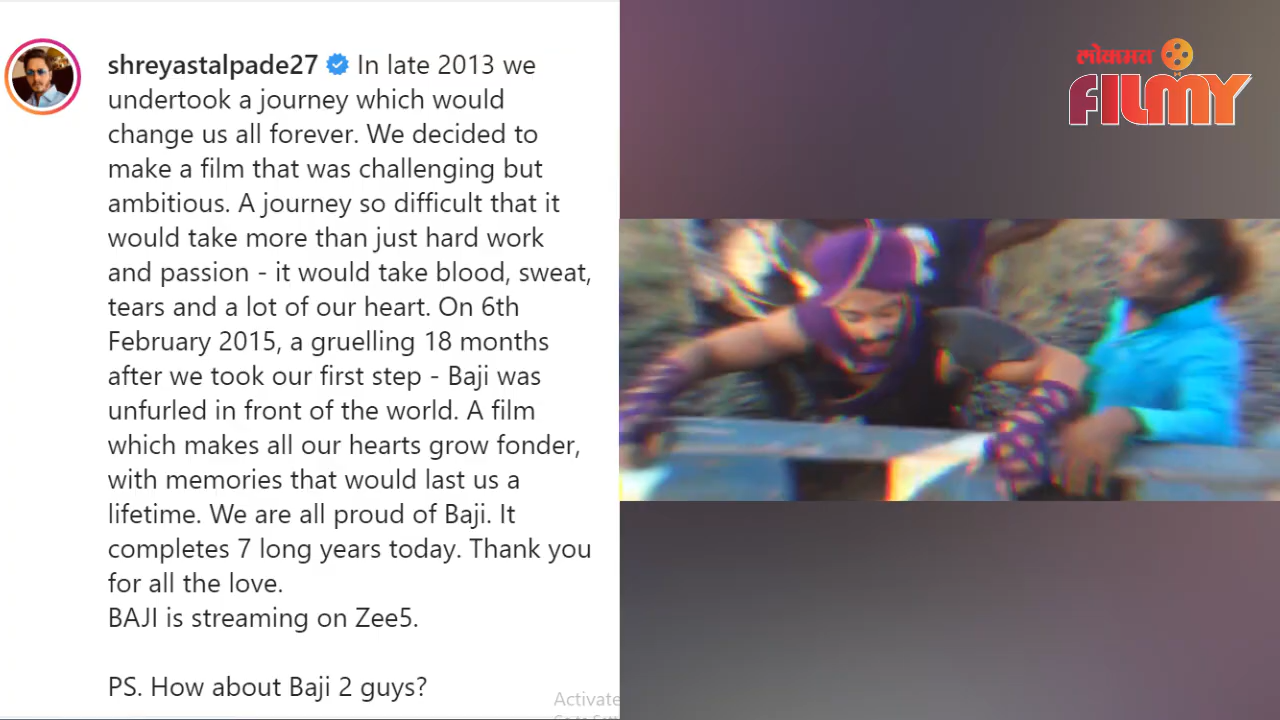 shreyastalpade27 In late 2013 we
undertook a journey which would
change us all forever. We decided to
make a film that was challenging but
ambitious. A journey so difficult that it
would take more than just hard work
and passion - it would take blood, sweat,
tears and a lot of our heart. On 6th
February 2015, a gruelling 18 months
after we took our first step - Baji was
unfurled in front of the world. A film
which makes all our hearts grow fonder,
with memories that would last us a
lifetime. We are all proud of Baji. It
completes 7 long years today. Thank you
for all the love.
BAJI is streaming on Zee5.
PS. How about Baji 2 guys?
Activate
लोकमत
FILMY